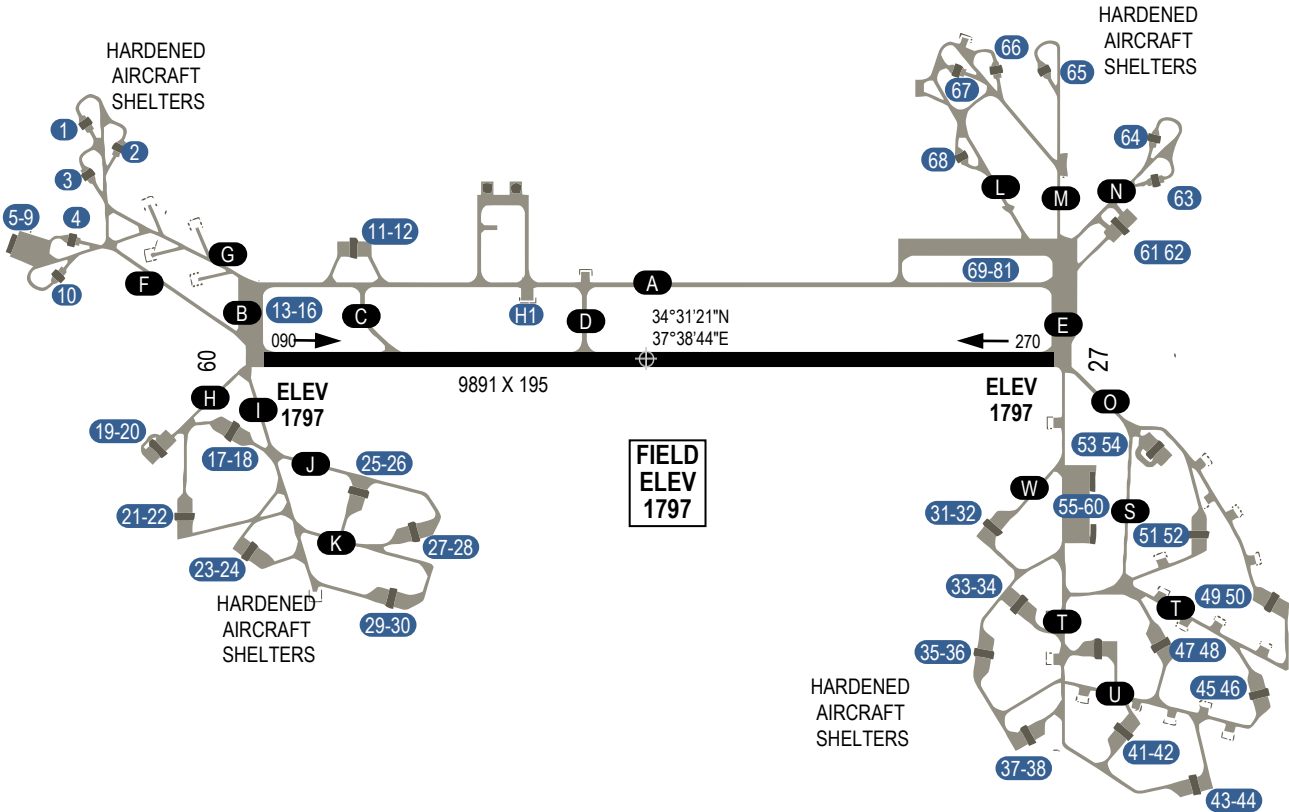 HARDENED
AIRCRAFT
SHELTERS
HARDENED
AIRCRAFT
SHELTERS
1
2
3
4
5-9
10
G
F
B
11-12
13-16
C
H1
D
A
34°31'21"N
37°38'44"E
66
65
67
64
68
L
M
N
63
61 62
69-81
E
090
270
09
27
9891 X 195
ELEV
1797
ELEV
1797
FIELD
ELEV
1797
H
I
19-20
17-18
J
25-26
21-22
K
27-28
23-24
29-30
HARDENED
AIRCRAFT
SHELTERS
O
53 54
W
55-60
S
31-32
51 52
33-34
T
T
49 50
35-36
47 48
45 46
U
41-42
37-38
43-44
HARDENED
AIRCRAFT
SHELTERS